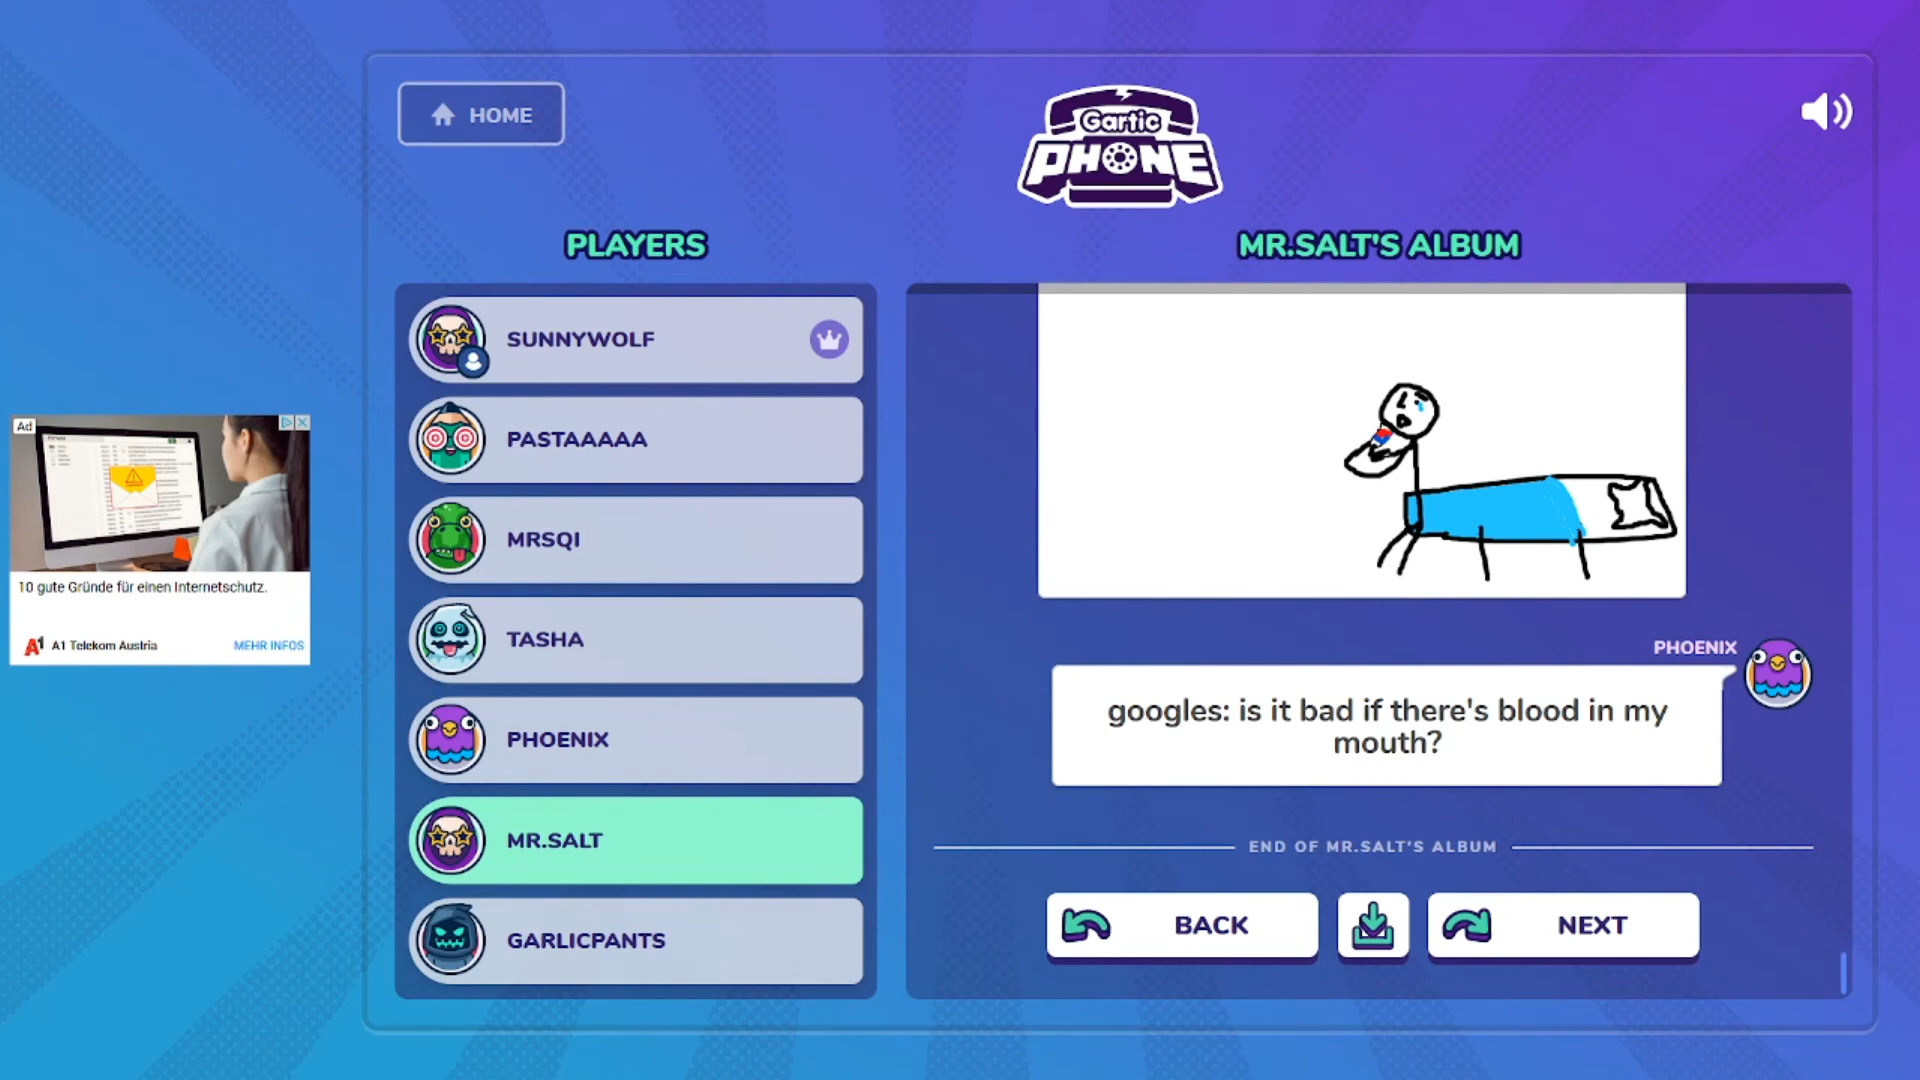 HOME
Gartic
PHONE
PLAYERS
MR.SALT'S ALBUM
SUNNYWOLF
PASTAAAAA
MRSQI
TASHA
PHOENIX
MR.SALT
GARLICPANTS
PHOENIX
googles: is it bad if there's blood in my
mouth?
END OF MR.SALT'S ALBUM
BACK
NEXT
Ad
10 gute Gründe für einen Internetschutz.
A1 Telekom Austria
MEHR INFOS